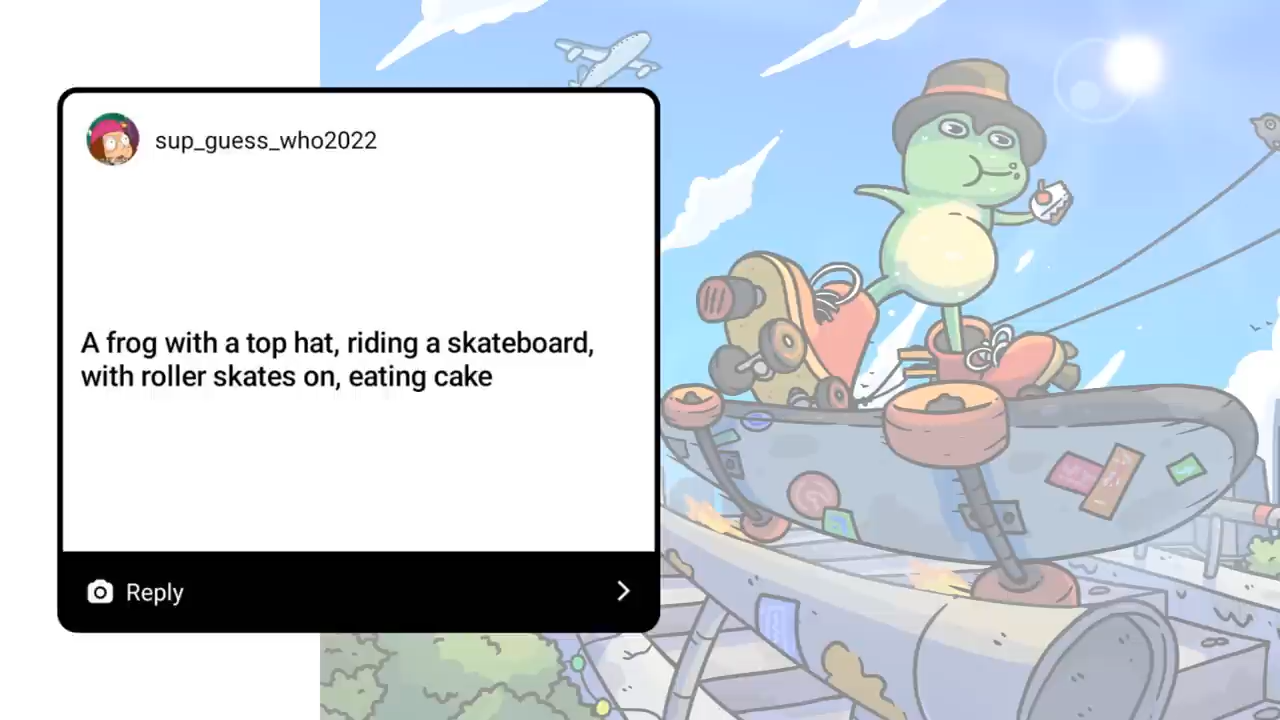 sup_guess_who2022
A frog with a top hat, riding a skateboard,
with roller skates on, eating cake
Reply